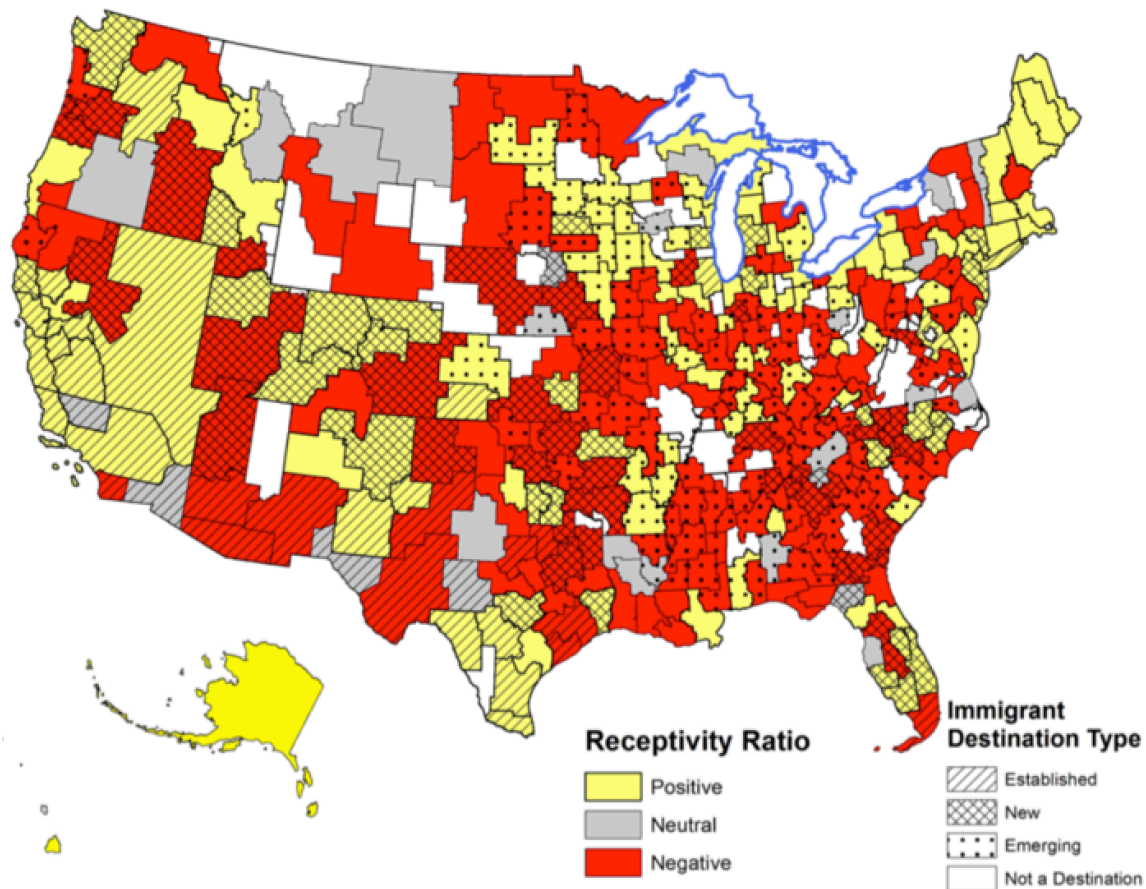 Receptivity Ratio
Positive
Neutral
Negative
Immigrant
Destination Type
Established
New
Emerging
Not a Destination